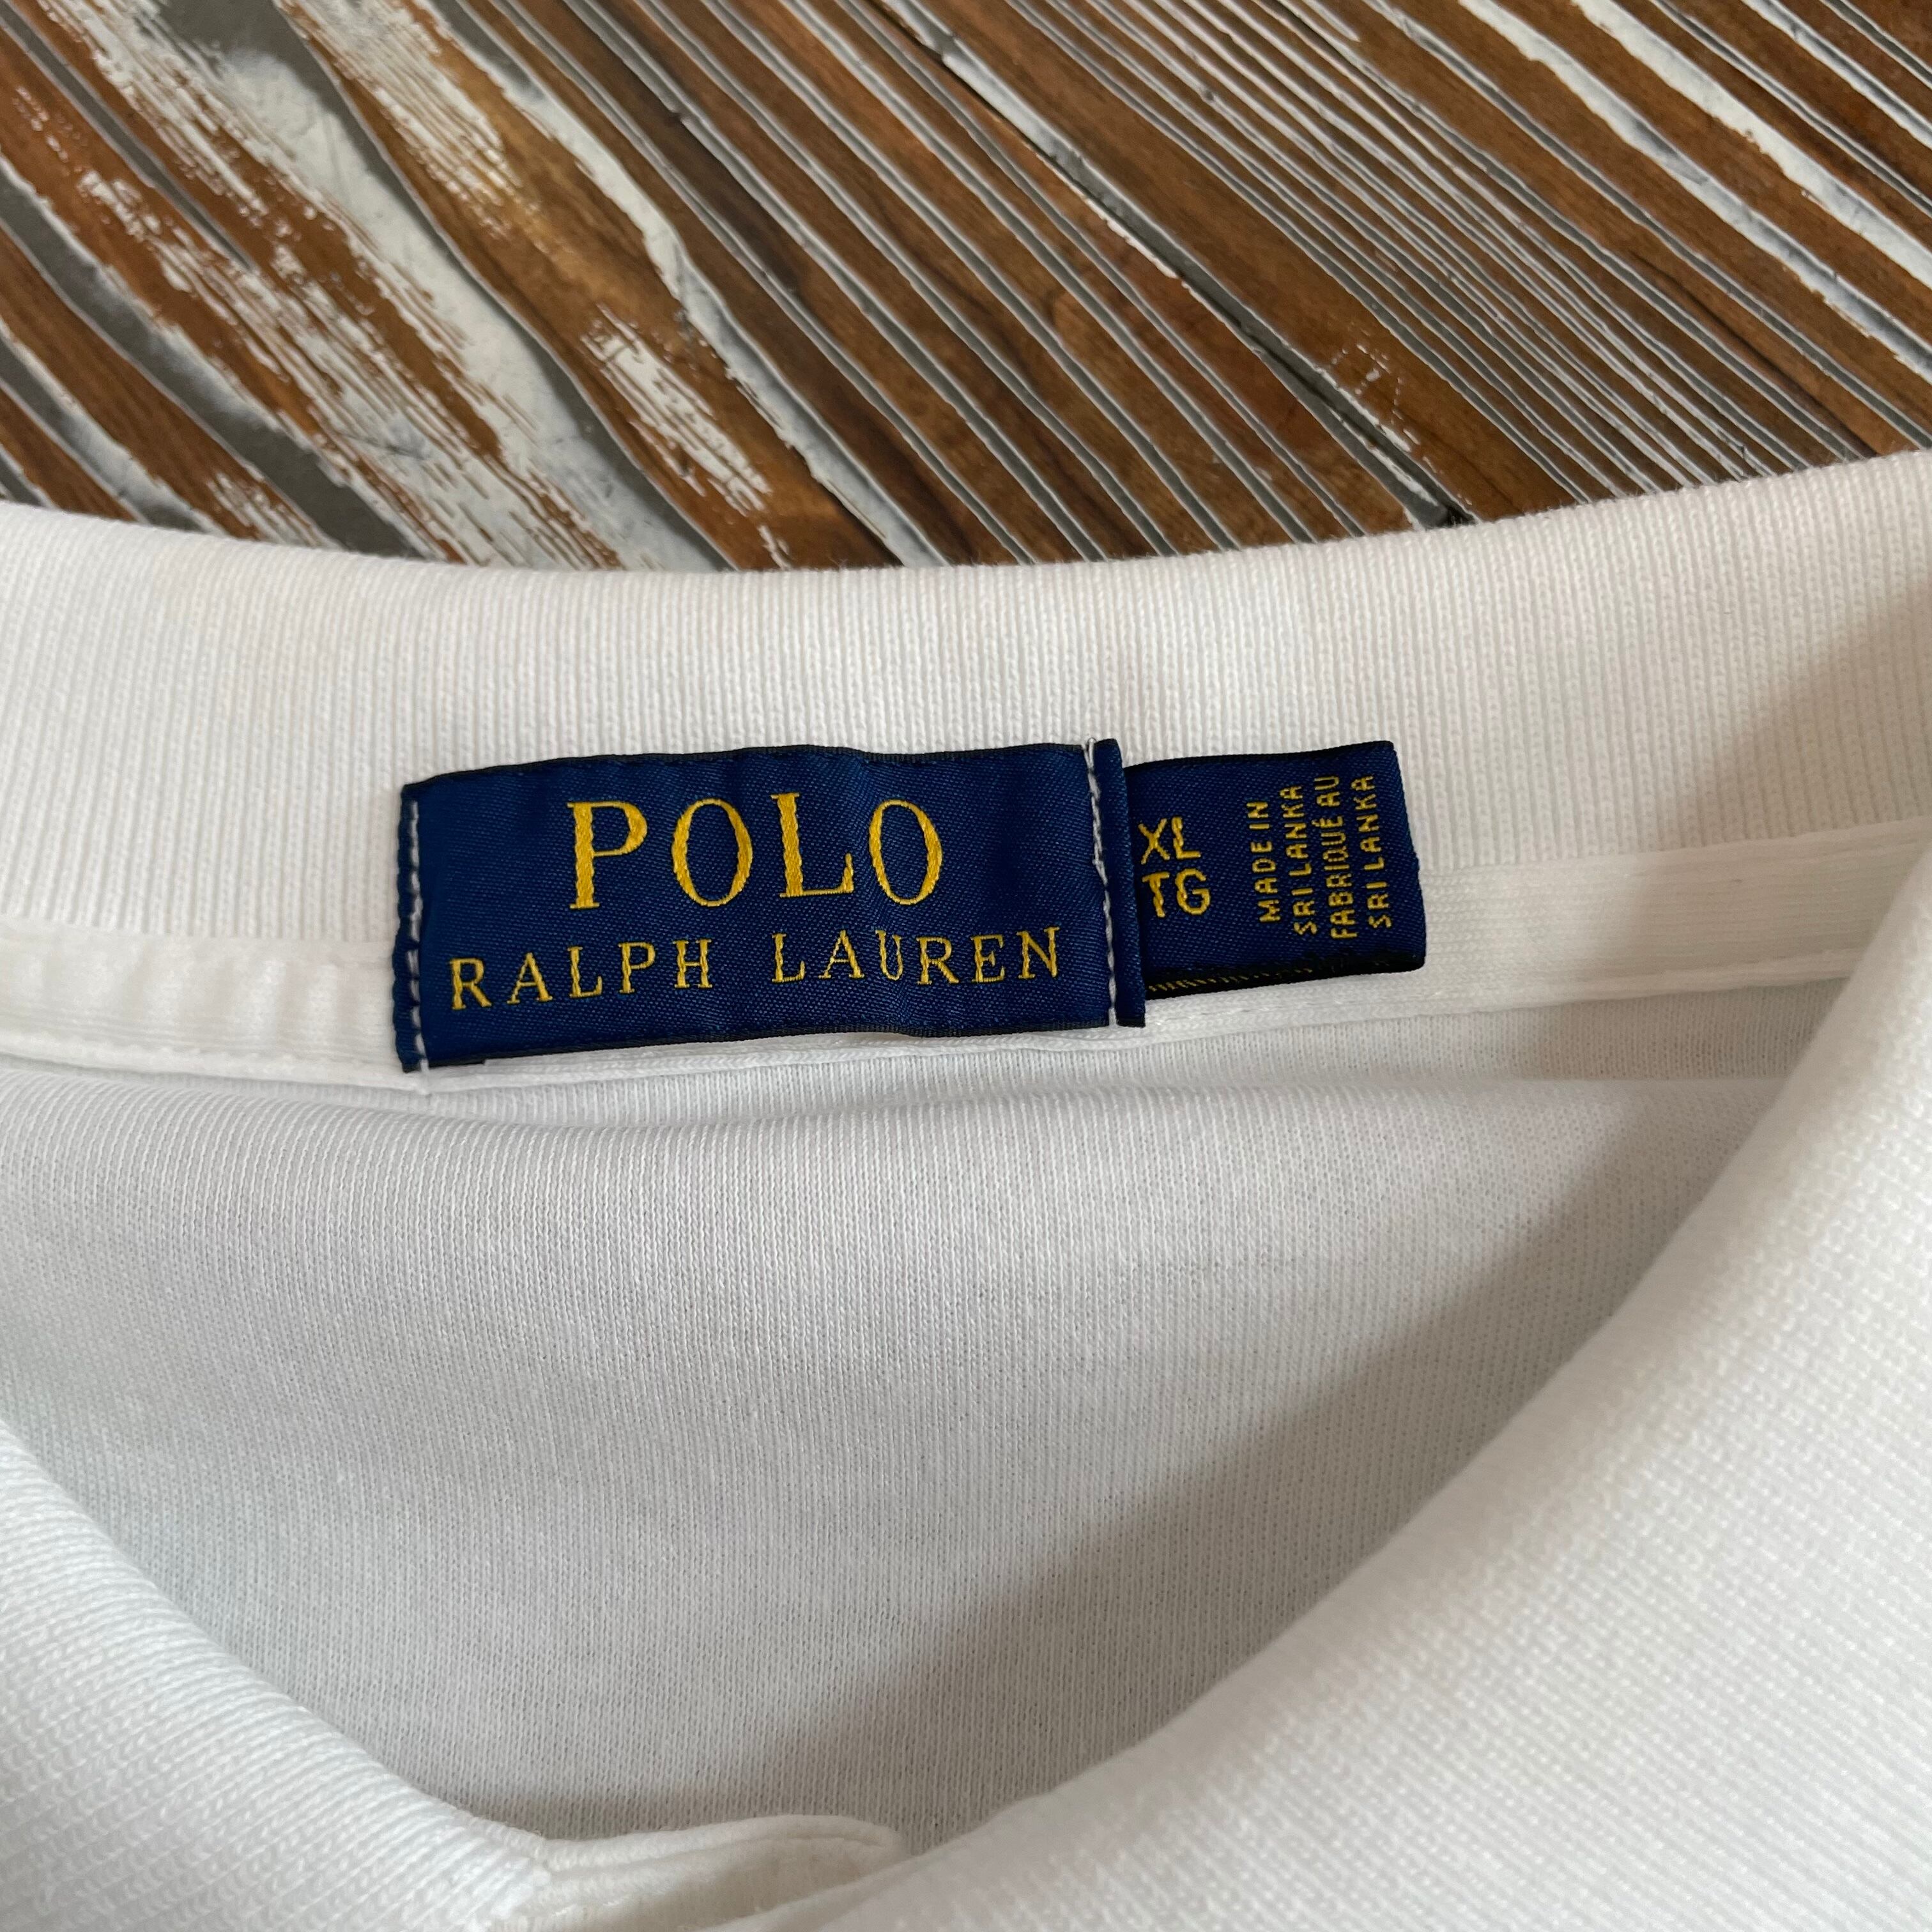 POLO
RALPH LAUREN
XL
TG
MADE IN
SRI LANKA
FABRIQUÉ AU
SRI LANKA